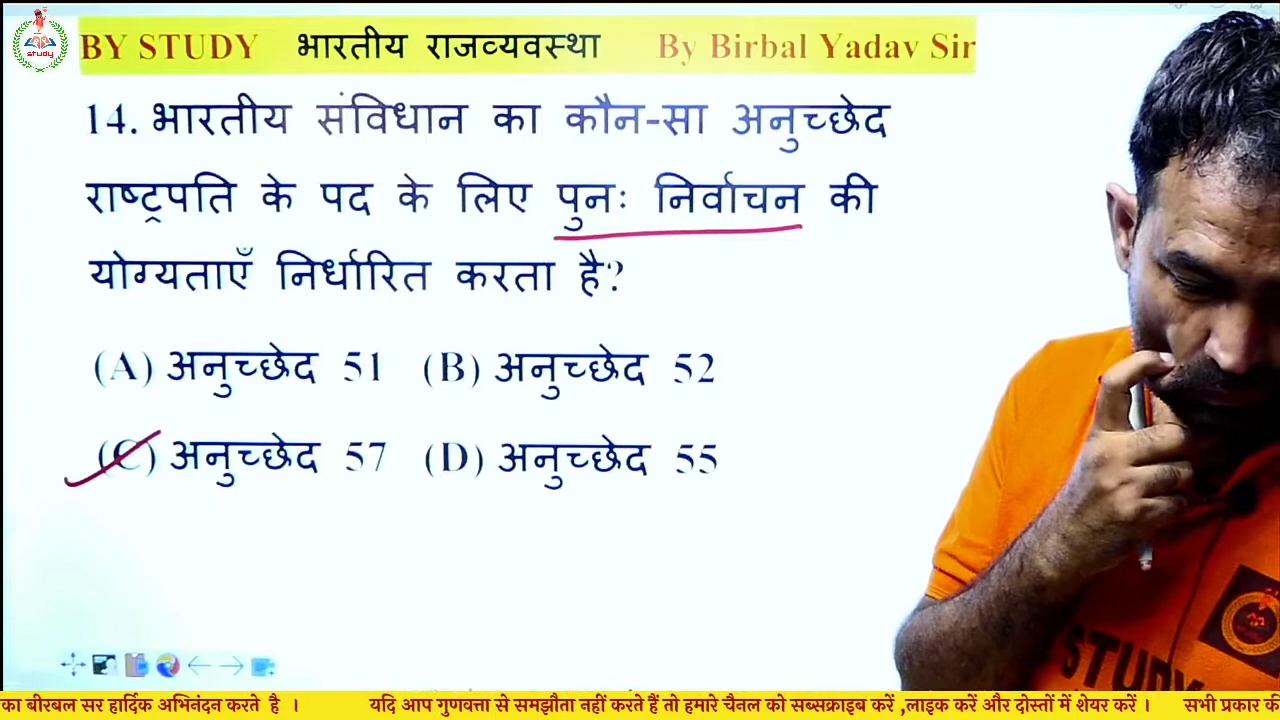 BY STUDY भारतीय राजव्यवस्था By Birbal Yadav Sir
study
14. भारतीय संविधान का कौन-सा अनुच्छेद
राष्ट्रपति के पद के लिए पुनः निर्वाचन की
योग्यताएँ निर्धारित करता है?
(A) अनुच्छेद 51 (B) अनुच्छेद 52
(C) अनुच्छेद 57 (D) अनुच्छेद 55
STUDY
का बीरबल सर हार्दिक अभिनंदन करते है । यदि आप गुणवत्ता से समझौता नहीं करते हैं तो हमारे चैनल को सब्सक्राइब करें ,लाइक करें और दोस्तों में शेयर करें । सभी प्रकार की